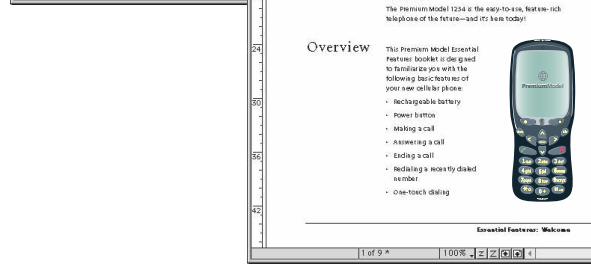 The Premium Model 1234 is the easy-to-use, feature-rich
telephone of the future—and it's here today!
Overview
This Premium Model Essential
Features booklet is designed
to familiarize you with the
following basic features of
your new cellular phone:
• Rechargeable battery
• Power button
• Making a call
• Answering a call
• Ending a call
• Redialing a recently dialed
number
• One-touch dialing
PremiumModel
24
30
36
42
Essential Features: Welcome
1 of 9 *
100%